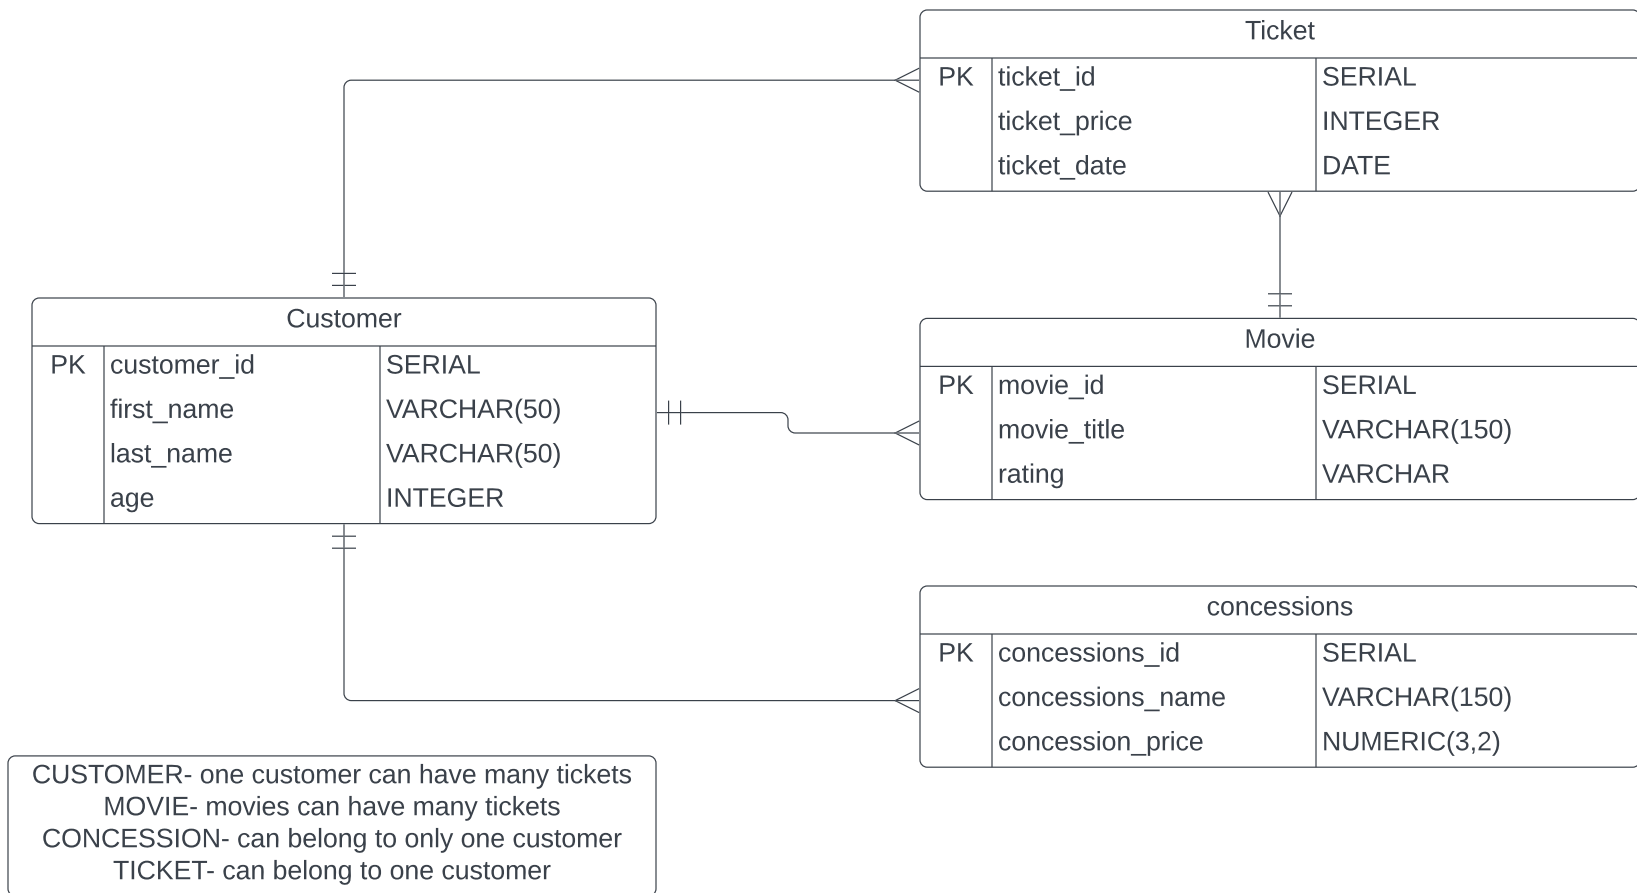 Ticket
PK ticket_id SERIAL
ticket_price INTEGER
ticket_date DATE
Customer
PK customer_id SERIAL
first_name VARCHAR(50)
last_name VARCHAR(50)
age INTEGER
Movie
PK movie_id SERIAL
movie_title VARCHAR(150)
rating VARCHAR
concessions
PK concessions_id SERIAL
concessions_name VARCHAR(150)
concession_price NUMERIC(3,2)
CUSTOMER- one customer can have many tickets
MOVIE- movies can have many tickets
CONCESSION- can belong to only one customer
TICKET- can belong to one customer